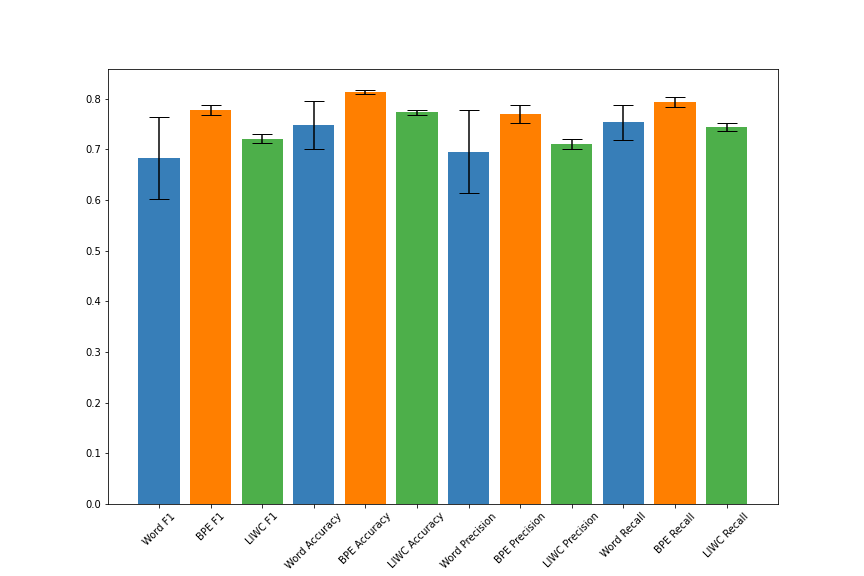 0.8
0.7
0.6
0.5
0.4
0.3
0.2
0.1
0.0
Word F1
BPE F1
LIWC F1
Word Accuracy
BPE Accuracy
LIWC Accuracy
Word Precision
BPE Precision
LIWC Precision
Word Recall
BPE Recall
LIWC Recall